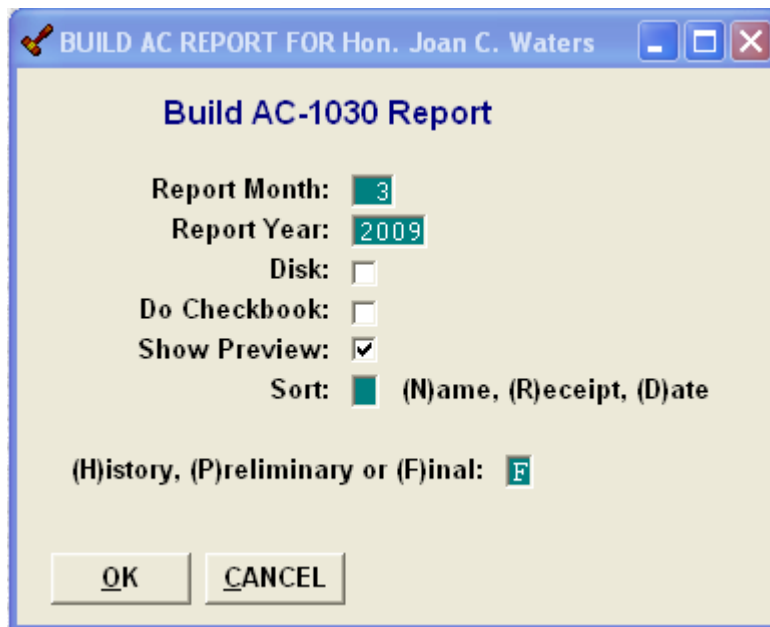 BUILD AC REPORT FOR Hon. Joan C. Waters
Build AC-1030 Report
Report Month: 3
Report Year: 2009
Disk:
Do Checkbook:
Show Preview:
Sort: (N)ame, (R)eceipt, (D)ate
(H)istory, (P)reliminary or (F)inal: F
OK CANCEL